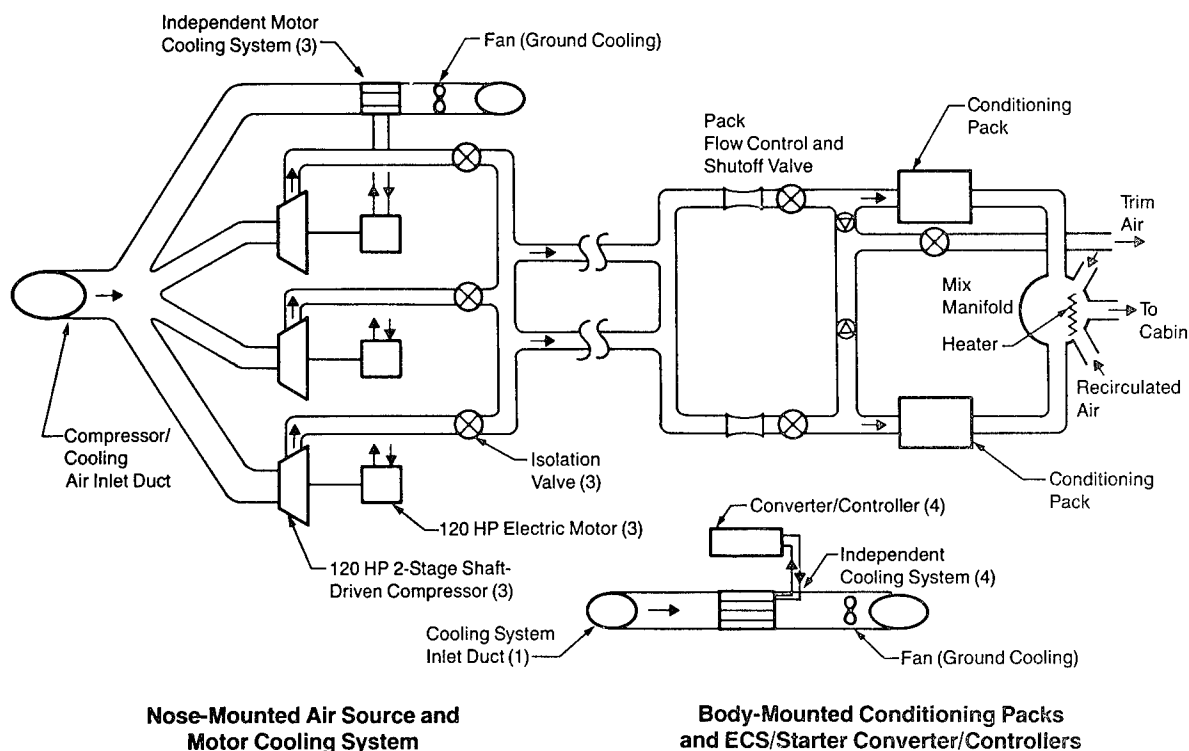 Independent Motor
Cooling System (3)
Fan (Ground Cooling)
Conditioning
Pack
Pack
Flow Control and
Shutoff Valve
Trim
Air
Mix
Manifold
Heater
To
Cabin
Recirculated
Air
Compressor/
Cooling
Air Inlet Duct
Isolation
Valve (3)
Conditioning
Pack
120 HP Electric Motor (3)
120 HP 2-Stage Shaft-
Driven Compressor (3)
Converter/Controller (4)
Independent
Cooling System (4)
Cooling System
Inlet Duct (1)
Fan (Ground Cooling)
Nose-Mounted Air Source and
Motor Cooling System
Body-Mounted Conditioning Packs
and ECS/Starter Converter/Controllers